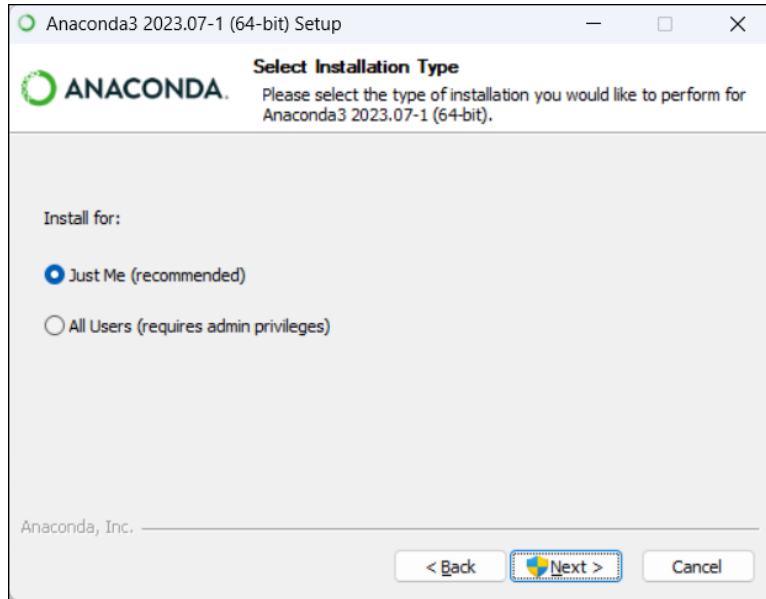 Anaconda3 2023.07-1 (64-bit) Setup
ANACONDA.
Select Installation Type
Please select the type of installation you would like to perform for
Anaconda3 2023.07-1 (64-bit).
Install for:
Just Me (recommended)
All Users (requires admin privileges)
Anaconda, Inc.
< Back
Next >
Cancel